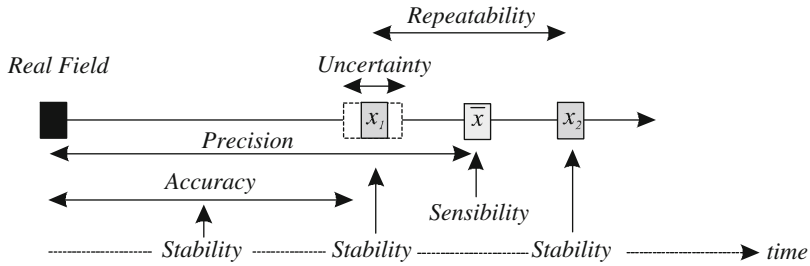 Repeatability
Real Field
Uncertainty
x₁
x̄
x₂
Precision
Accuracy
Sensibility
Stability
Stability
Stability
time